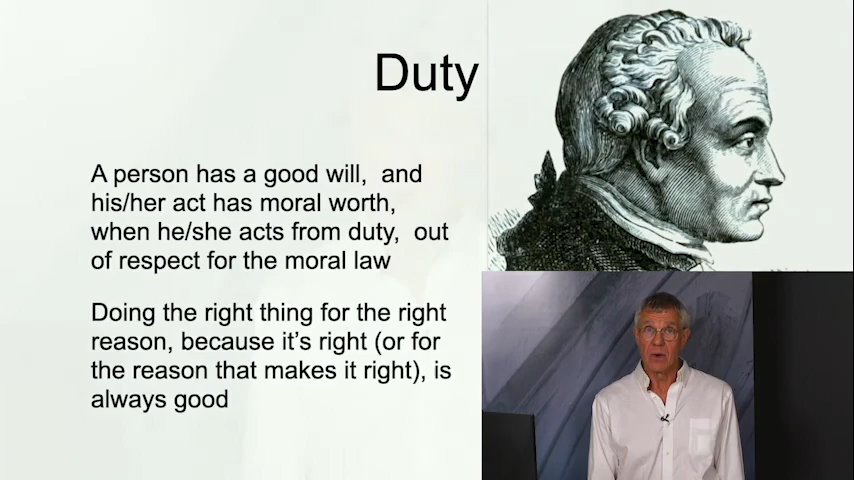 Duty
A person has a good will,  and
his/her act has moral worth,
when he/she acts from duty,  out
of respect for the moral law
Doing the right thing for the right
reason, because it’s right (or for
the reason that makes it right), is
always good